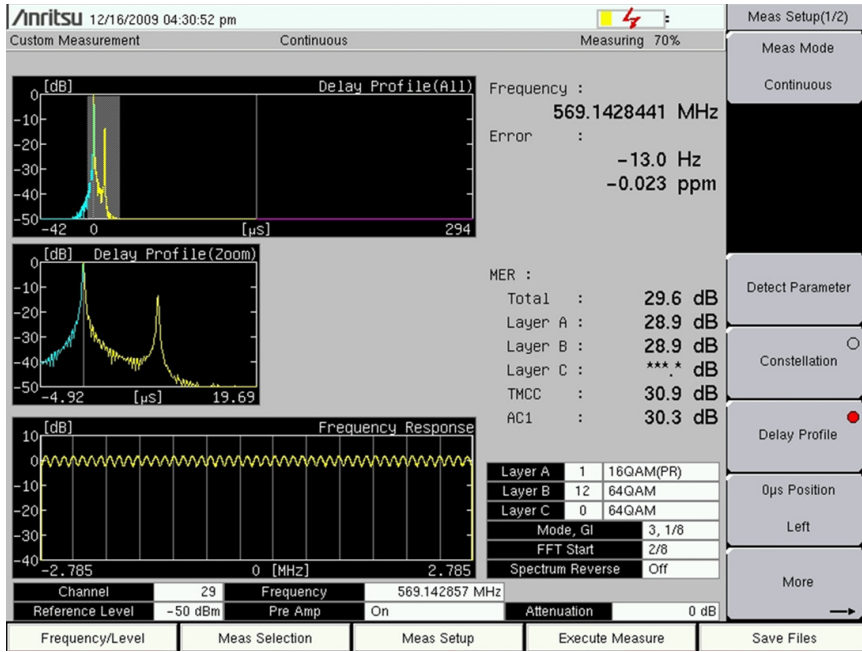 Anritsu 12/16/2009 04:30:52 pm
Custom Measurement Continuous Measuring 70%
[dB] Delay Profile(All)
0
-10
-20
-30
-40
-50
-42 0 [µS] 294
Frequency :
569.1428441 MHz
Error :
-13.0 Hz
-0.023 ppm
[dB] Delay Profile(Zoom)
0
-10
-20
-30
-40
-50
-4.92 [µS] 19.69
MER :
Total : 29.6 dB
Layer A : 28.9 dB
Layer B : 28.9 dB
Layer C : ***.* dB
TMCC : 30.9 dB
AC1 : 30.3 dB
[dB] Frequency Response
10
0
-10
-20
-30
-40
-2.785 0 [MHz] 2.785
Layer A 1 16QAM(PR)
Layer B 12 64QAM
Layer C 0 64QAM
Mode, GI 3, 1/8
FFT Start 2/8
Spectrum Reverse Off
Channel 29 Frequency 569.142857 MHz
Reference Level -50 dBm Pre Amp On Attenuation 0 dB
Meas Setup(1/2)
Meas Mode
Continuous
Detect Parameter
Constellation
Delay Profile
0µs Position
Left
More
Frequency/Level Meas Selection Meas Setup Execute Measure Save Files